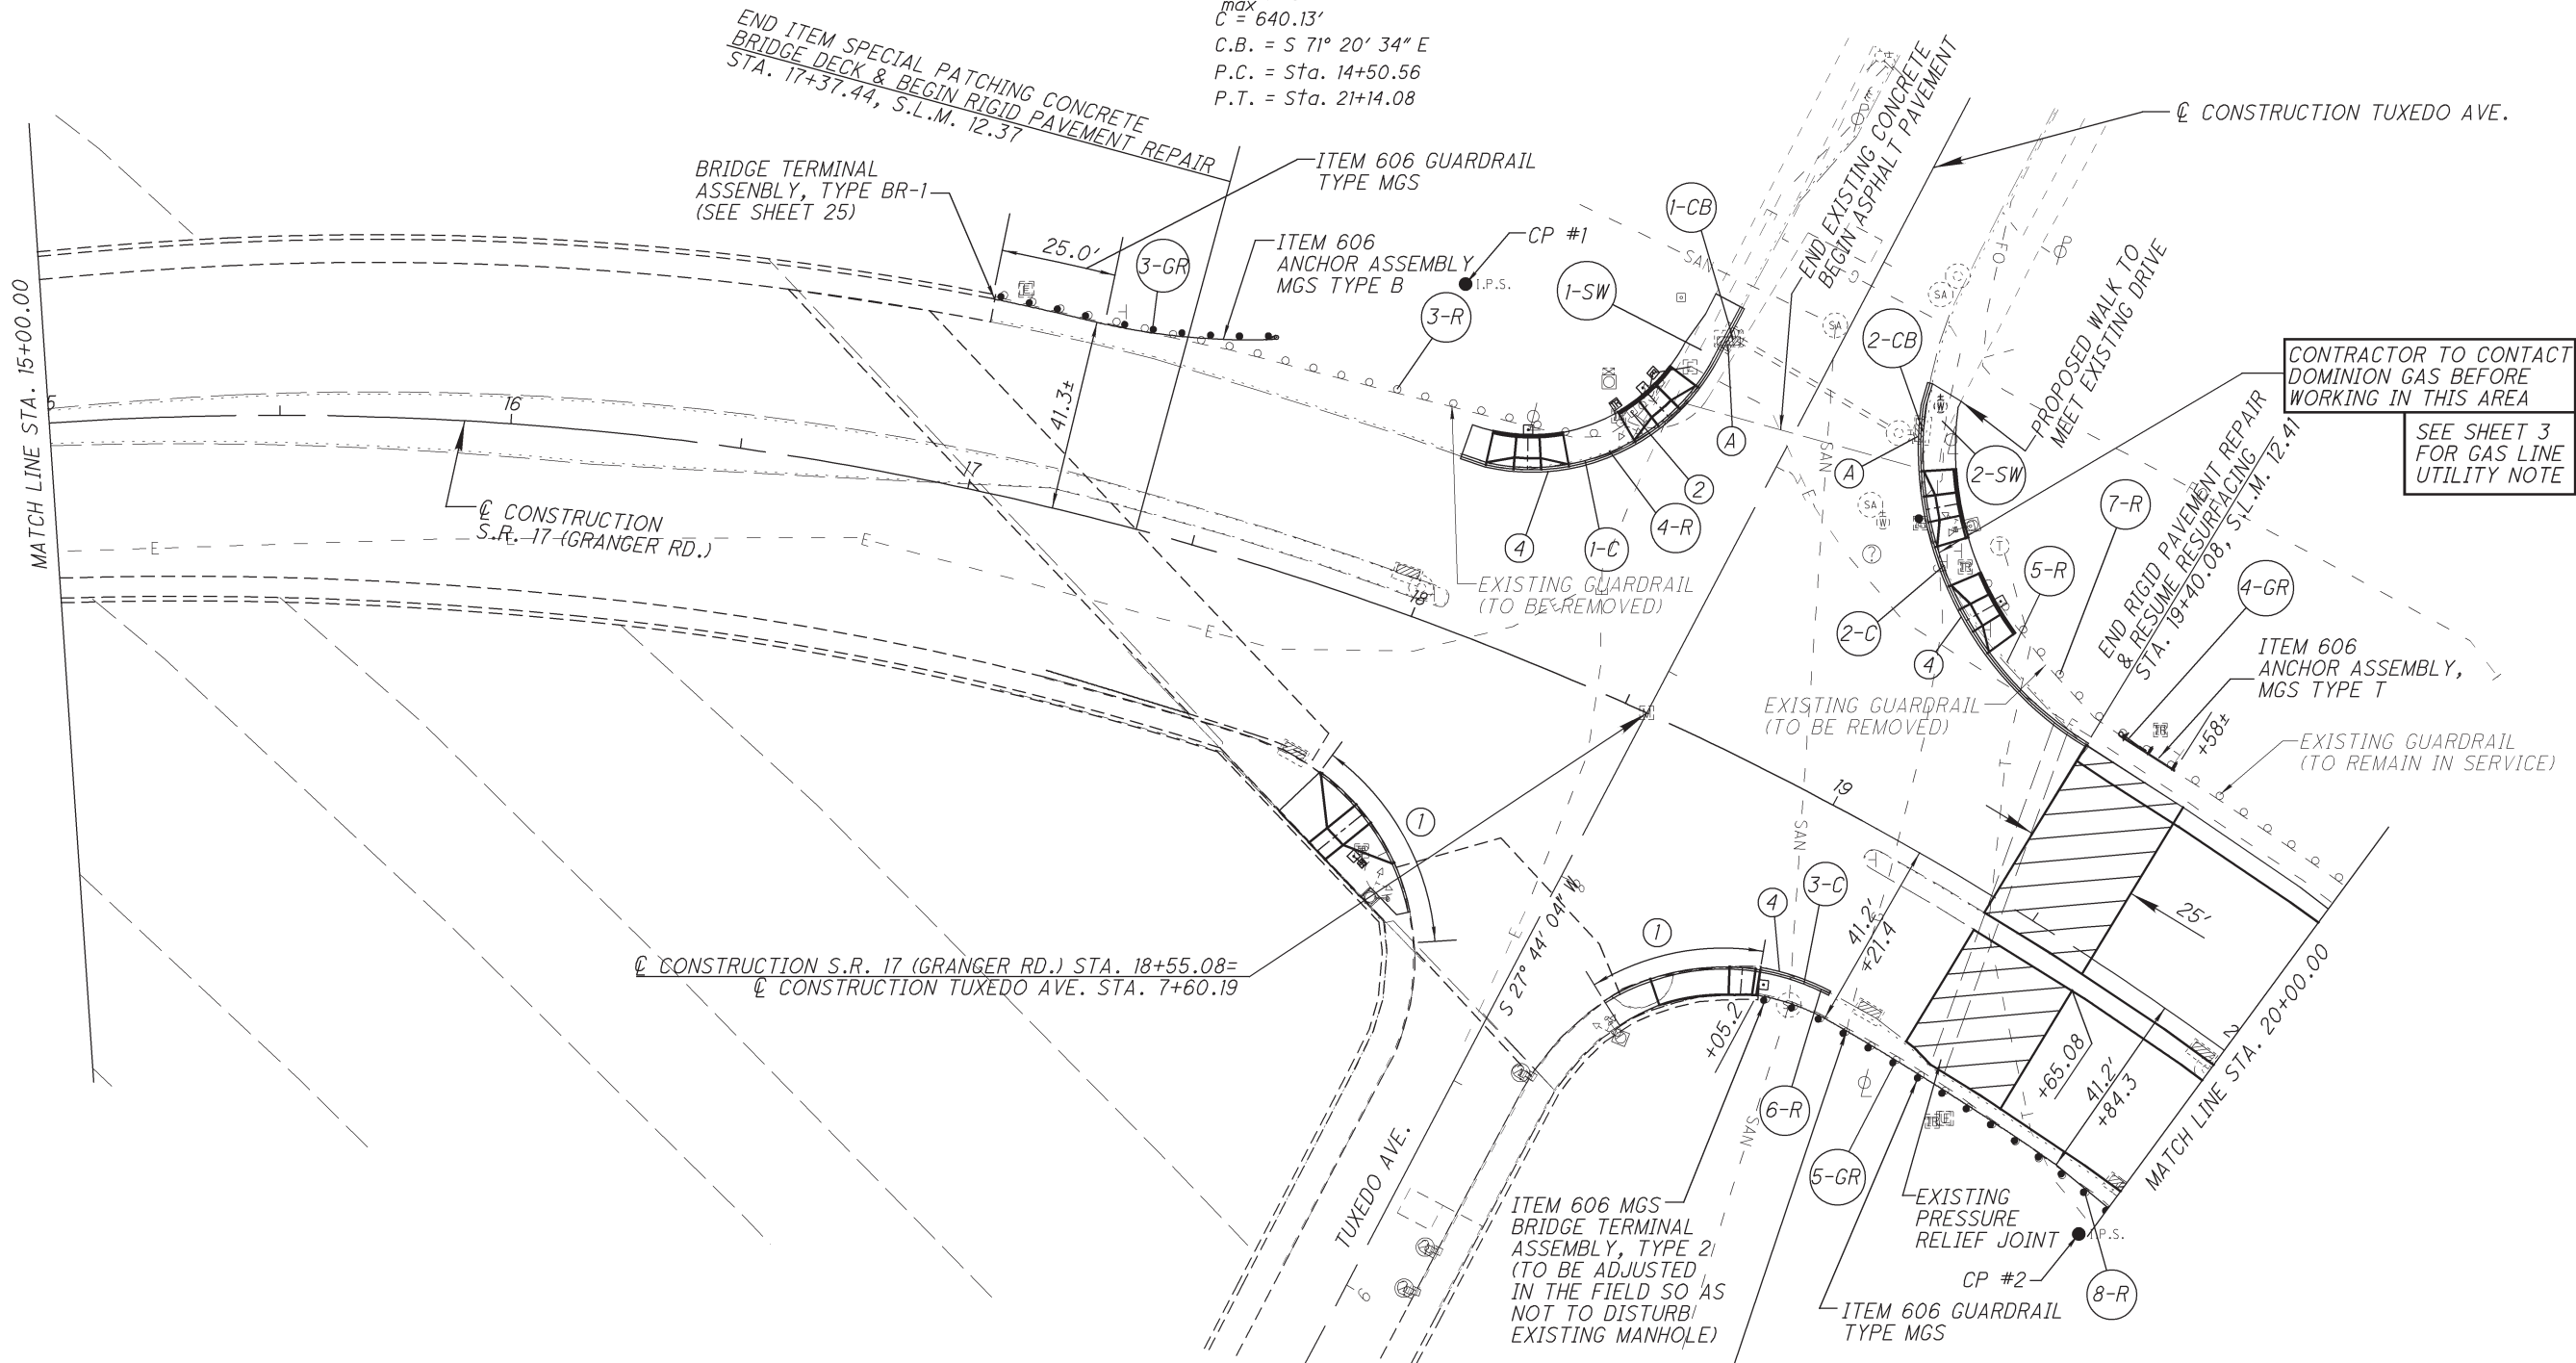 max
C = 640.13'
C.B. = S 71° 20' 34" E
P.C. = Sta. 14+50.56
P.T. = Sta. 21+14.08
END ITEM SPECIAL PATCHING CONCRETE
BRIDGE DECK & BEGIN RIGID PAVEMENT REPAIR
STA. 17+37.44, S.L.M. 12.37
BRIDGE TERMINAL
ASSENBLY, TYPE BR-1
(SEE SHEET 25)
ITEM 606 GUARDRAIL
TYPE MGS
25.0'
3-GR
ITEM 606
ANCHOR ASSEMBLY
MGS TYPE B
CP #1
I.P.S.
3-R
1-CB
1-SW
END EXISTING CONCRETE
BEGIN ASPHALT PAVEMENT
℄ CONSTRUCTION TUXEDO AVE.
2-CB
PROPOSED WALK TO
MEET EXISTING DRIVE
CONTRACTOR TO CONTACT
DOMINION GAS BEFORE
WORKING IN THIS AREA
SEE SHEET 3
FOR GAS LINE
UTILITY NOTE
MATCH LINE STA. 15+00.00
5
16
17
18
19
41.3±
℄ CONSTRUCTION
S.R. 17 (GRANGER RD.)
E
E
E
SAN
SAN
SAN
SAN
SA
SA
SA
FO
A
A
2
4
1-C
4-R
2-SW
7-R
5-R
2-C
4
EXISTING GUARDRAIL
(TO BE REMOVED)
EXISTING GUARDRAIL
(TO BE REMOVED)
END RIGID PAVEMENT REPAIR
& RESUME RESURFACING
STA. 19+40.08, S.L.M. 12.41
4-GR
ITEM 606
ANCHOR ASSEMBLY,
MGS TYPE T
+58±
EXISTING GUARDRAIL
(TO REMAIN IN SERVICE)
1
1
4
3-C
41.2'
+21.4
25'
℄ CONSTRUCTION S.R. 17 (GRANGER RD.) STA. 18+55.08=
℄ CONSTRUCTION TUXEDO AVE. STA. 7+60.19
S 27° 44' 04" W
+05.2
6-R
5-GR
+65.08
41.2'
+84.3
2
MATCH LINE STA. 20+00.00
TUXEDO AVE.
6
ITEM 606 MGS
BRIDGE TERMINAL
ASSEMBLY, TYPE 2
(TO BE ADJUSTED
IN THE FIELD SO AS
NOT TO DISTURB
EXISTING MANHOLE)
EXISTING
PRESSURE
RELIEF JOINT
I.P.S.
CP #2
8-R
ITEM 606 GUARDRAIL
TYPE MGS